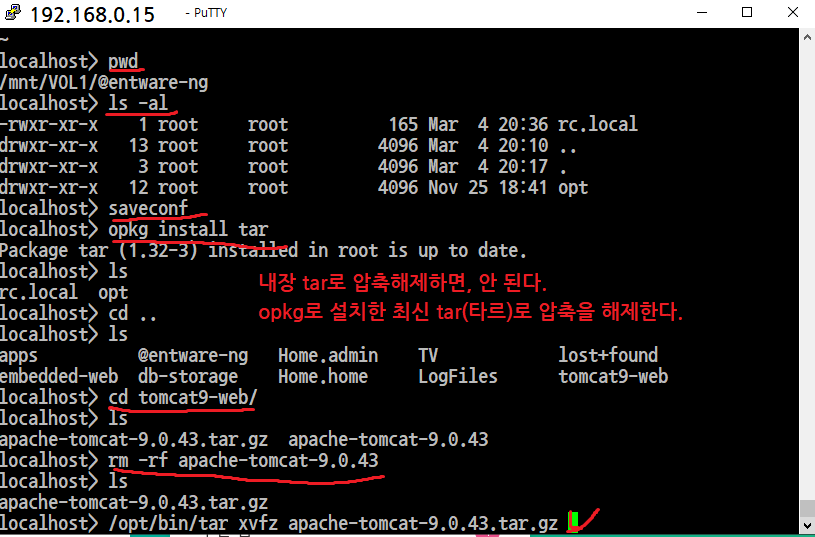 192.168.0.15 - PuTTY
~
localhost> pwd
/mnt/VOL1/@entware-ng
localhost> ls -al
-rwxr-xr-x 1 root root 165 Mar 4 20:36 rc.local
drwxr-xr-x 13 root root 4096 Mar 4 20:10 ..
drwxr-xr-x 3 root root 4096 Mar 4 20:17 .
drwxr-xr-x 12 root root 4096 Nov 25 18:41 opt
localhost> saveconf
localhost> opkg install tar
Package tar (1.32-3) installed in root is up to date.
localhost> ls
내장 tar로 압축해제하면, 안 된다.
rc.local opt
localhost> cd ..
opkg로 설치한 최신 tar(타르)로 압축을 해제한다.
localhost> ls
apps @entware-ng Home.admin TV lost+found
embedded-web db-storage Home.home LogFiles tomcat9-web
localhost> cd tomcat9-web/
localhost> ls
apache-tomcat-9.0.43.tar.gz apache-tomcat-9.0.43
localhost> rm -rf apache-tomcat-9.0.43
localhost> ls
apache-tomcat-9.0.43.tar.gz
localhost> /opt/bin/tar xvfz apache-tomcat-9.0.43.tar.gz